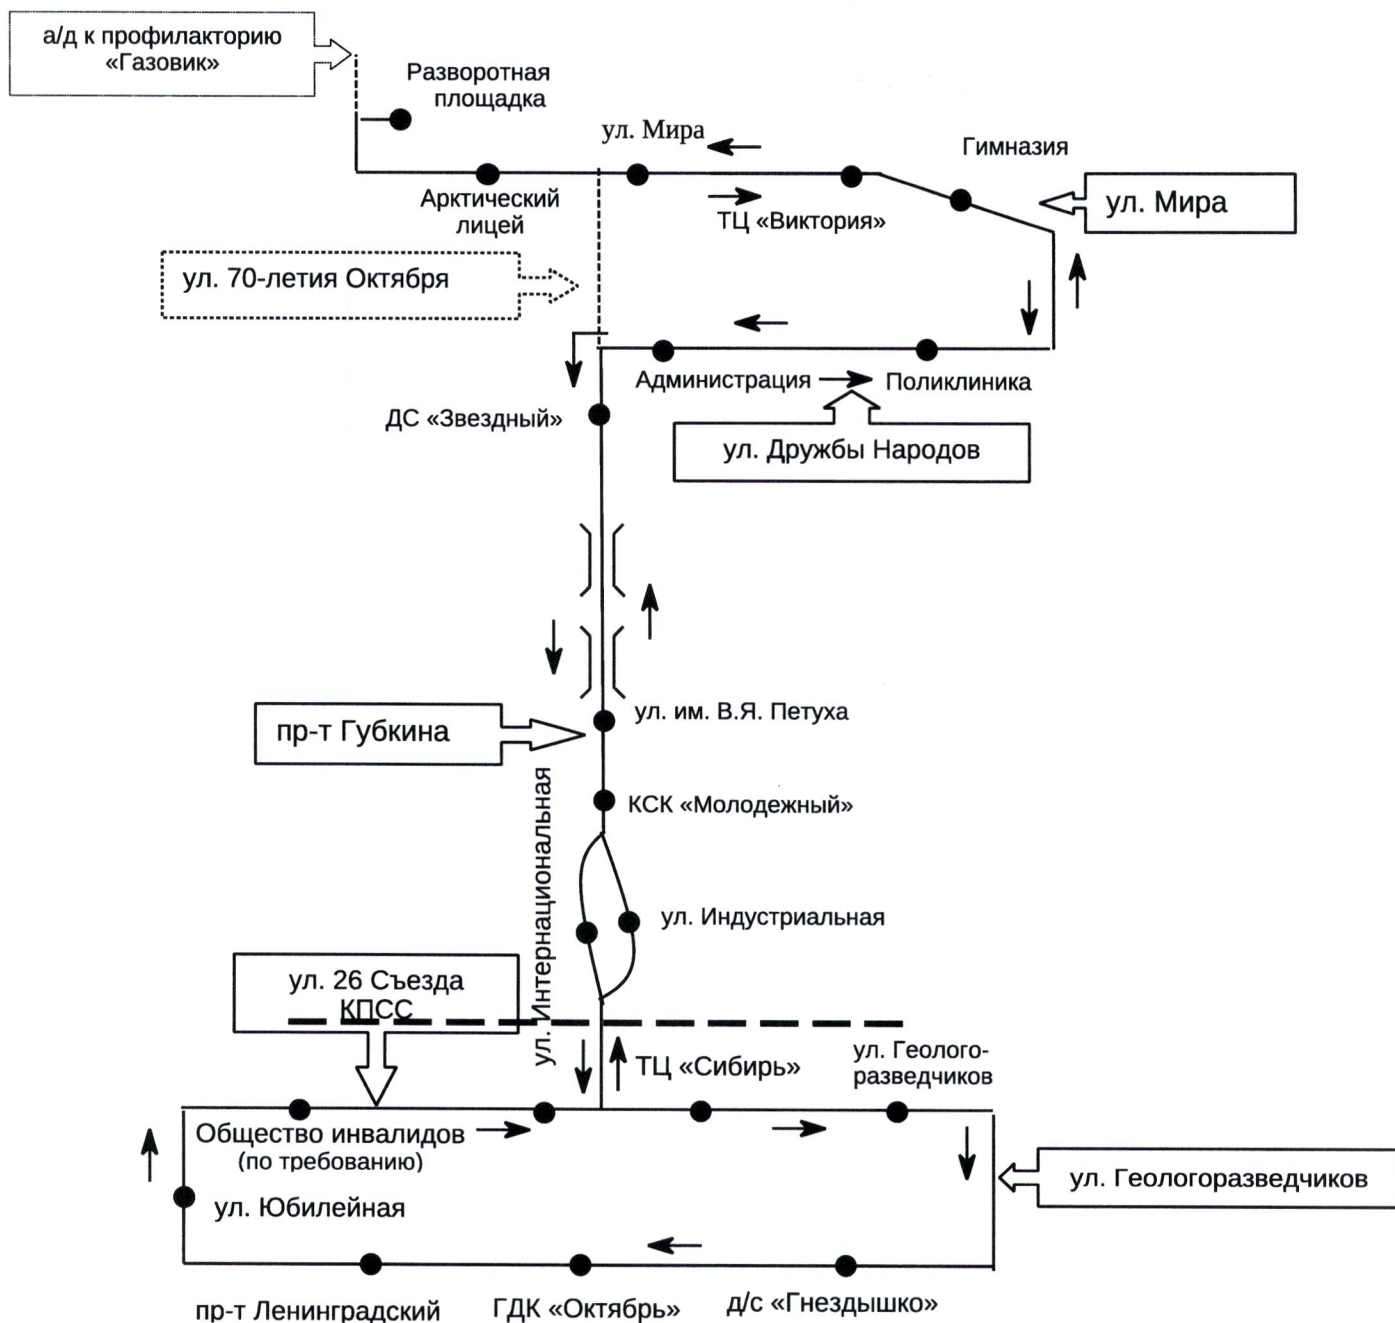 а/д к профилакторию
«Газовик»
Разворотная
площадка
ул. Мира
Гимназия
Арктический
лицей
ТЦ «Виктория»
ул. Мира
ул. 70-летия Октября
Администрация
Поликлиника
ДС «Звездный»
ул. Дружбы Народов
ул. им. В.Я. Петуха
пр-т Губкина
КСК «Молодежный»
ул. Интернациональная
ул. Индустриальная
ул. 26 Съезда
КПСС
ТЦ «Сибирь»
ул. Геолого-
разведчиков
Общество инвалидов
(по требованию)
ул. Геологоразведчиков
ул. Юбилейная
пр-т Ленинградский
ГДК «Октябрь»
д/с «Гнездышко»